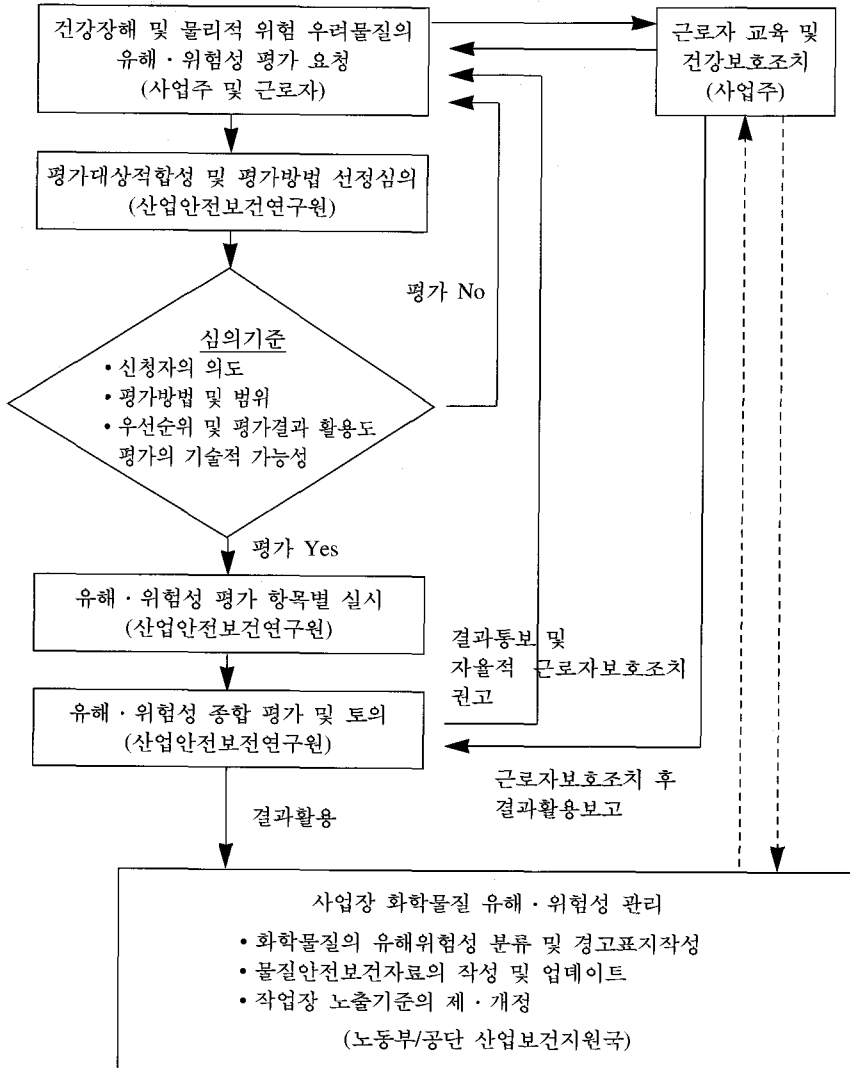 건강장해 및 물리적 위험 우려물질의
유해 · 위험성 평가 요청
(사업주 및 근로자)
근로자 교육 및
건강보호조치
(사업주)
평가대상적합성 및 평가방법 선정심의
(산업안전보건연구원)
평가 No
심의기준
• 신청자의 의도
• 평가방법 및 범위
• 우선순위 및 평가결과 활용도
평가의 기술적 가능성
평가 Yes
유해 · 위험성 평가 항목별 실시
(산업안전보건연구원)
결과통보 및
자율적 근로자보호조치
권고
유해 · 위험성 종합 평가 및 토의
(산업안전보전연구원)
근로자보호조치 후
결과활용보고
결과활용
사업장 화학물질 유해 · 위험성 관리
• 화학물질의 유해위험성 분류 및 경고표지작성
• 물질안전보건자료의 작성 및 업데이트
• 작업장 노출기준의 제 · 개정
(노동부/공단 산업보건지원국)